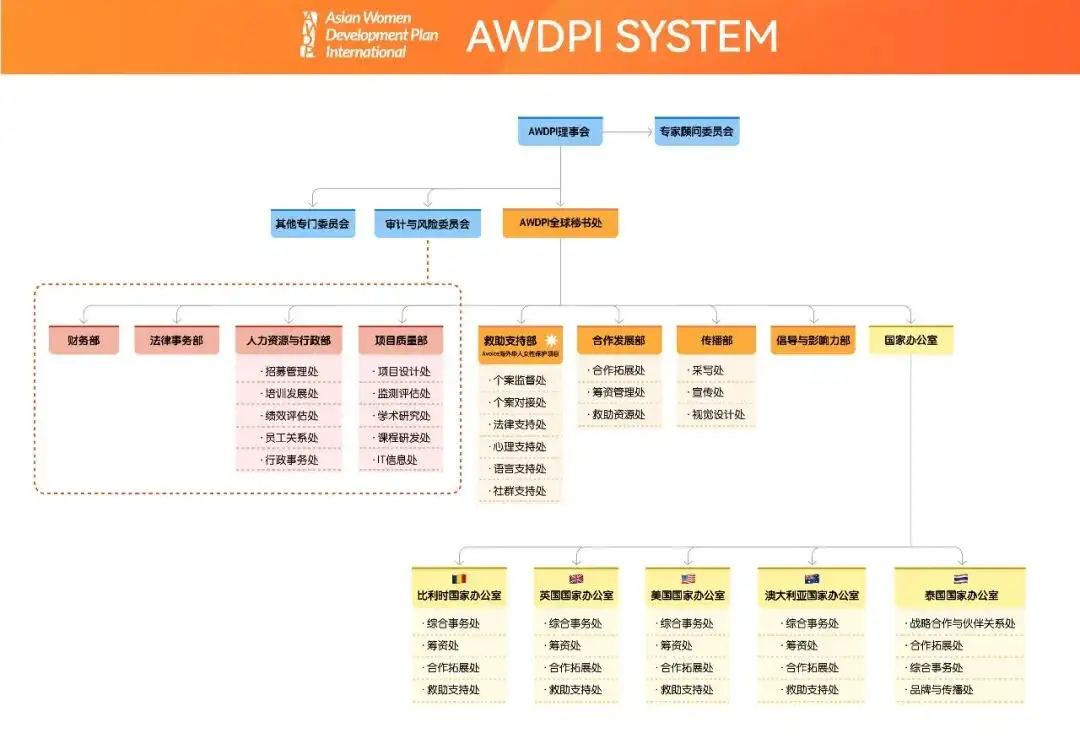 AWDPI
Asian Women
Development Plan
International
AWDPI SYSTEM
AWDPI理事会
专家顾问委员会
其他专门委员会
审计与风险委员会
AWDPI全球秘书处
财务部
法律事务部
人力资源与行政部
·招募管理处
·培训发展处
·绩效评估处
·员工关系处
·行政事务处
项目质量部
·项目设计处
·监测评估处
·学术研究处
·课程研发处
·IT信息处
救助支持部
Avoice海外华人女性保护项目
·个案监督处
·个案对接处
·法律支持处
·心理支持处
·语言支持处
·社群支持处
合作发展部
·合作拓展处
·筹资管理处
·救助资源处
传播部
·采写处
·宣传处
·视觉设计处
倡导与影响力部
国家办公室
比利时国家办公室
·综合事务处
·筹资处
·合作拓展处
·救助支持处
英国国家办公室
·综合事务处
·筹资处
·合作拓展处
·救助支持处
美国国家办公室
·综合事务处
·筹资处
·合作拓展处
·救助支持处
澳大利亚国家办公室
·综合事务处
·筹资处
·合作拓展处
·救助支持处
泰国国家办公室
·战略合作与伙伴关系处
·合作拓展处
·综合事务处
·品牌与传播处